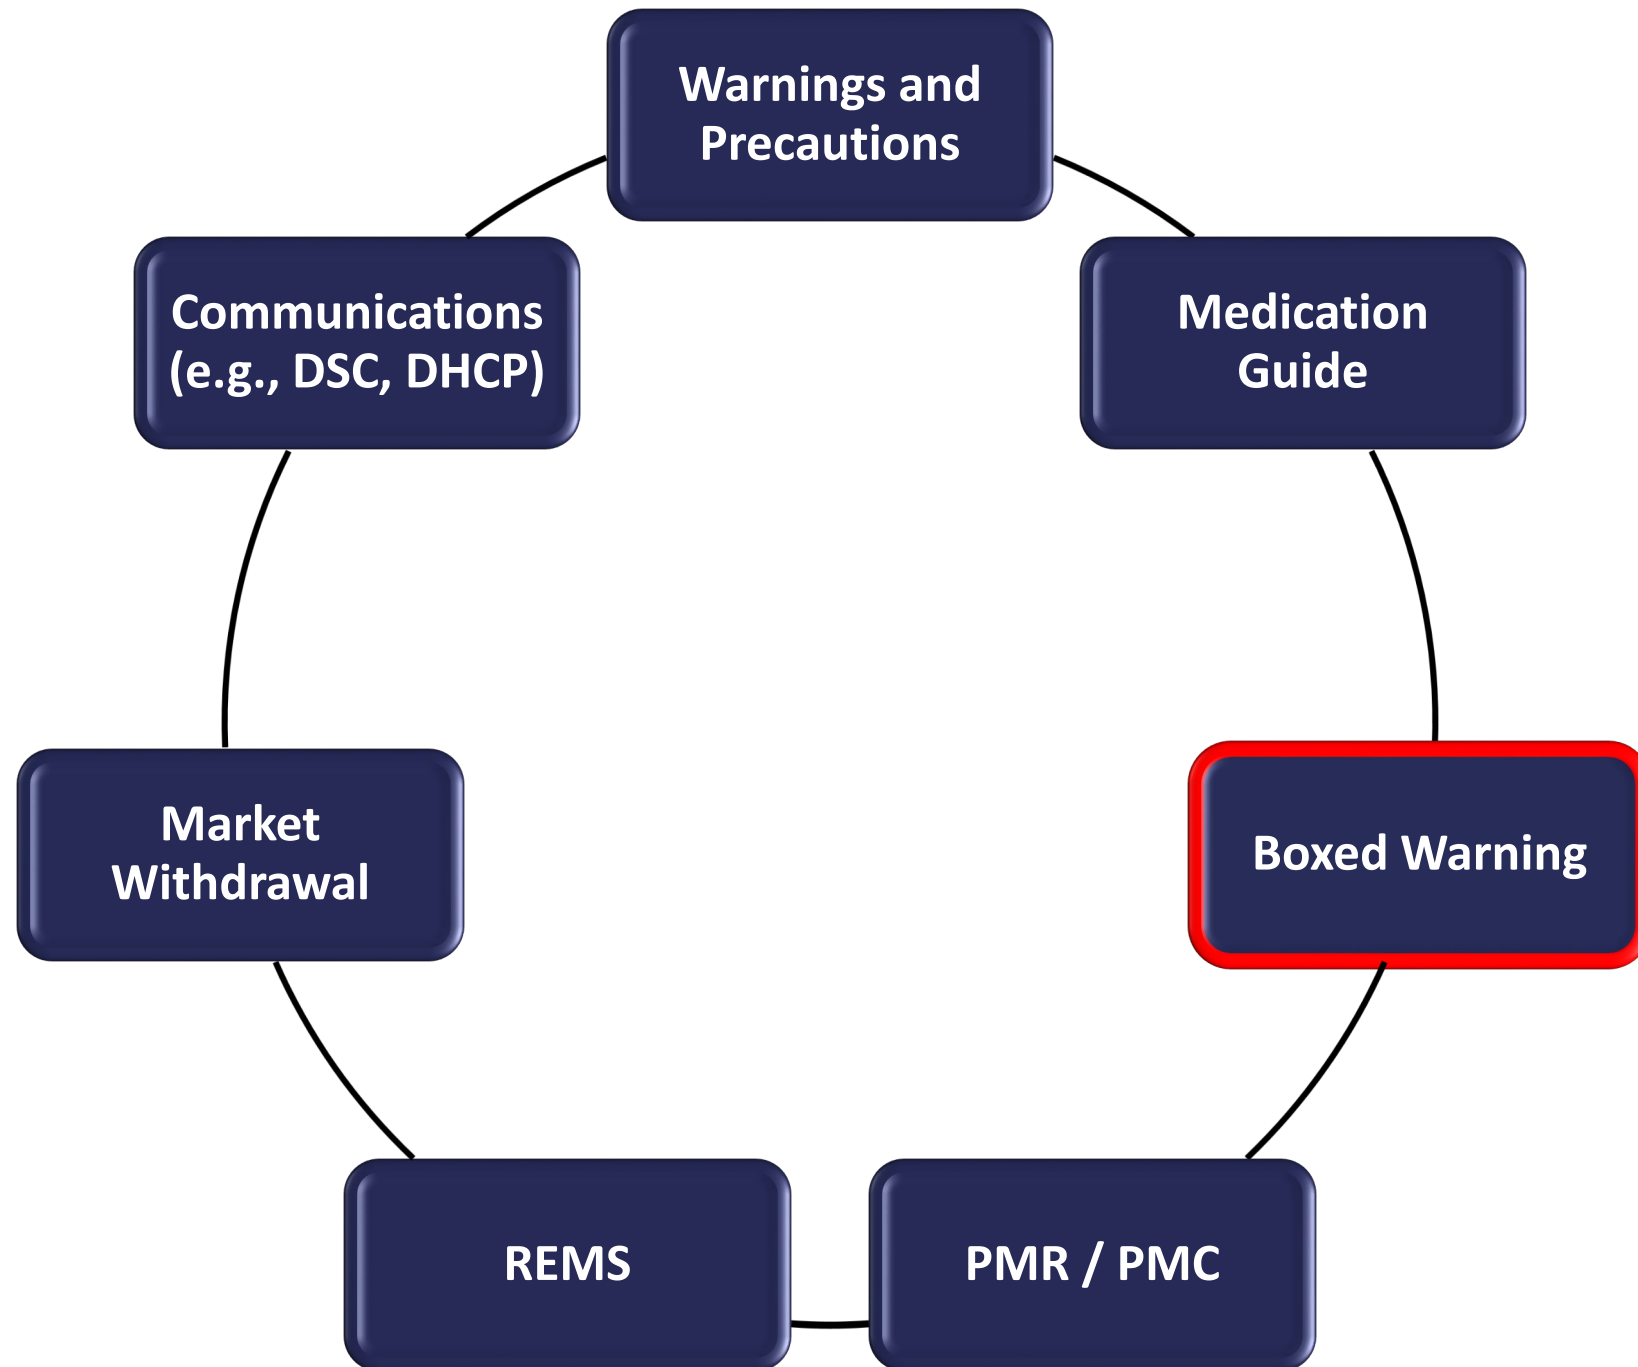 Warnings and
Precautions
Medication
Guide
Boxed Warning
PMR / PMC
REMS
Market
Withdrawal
Communications
(e.g., DSC, DHCP)